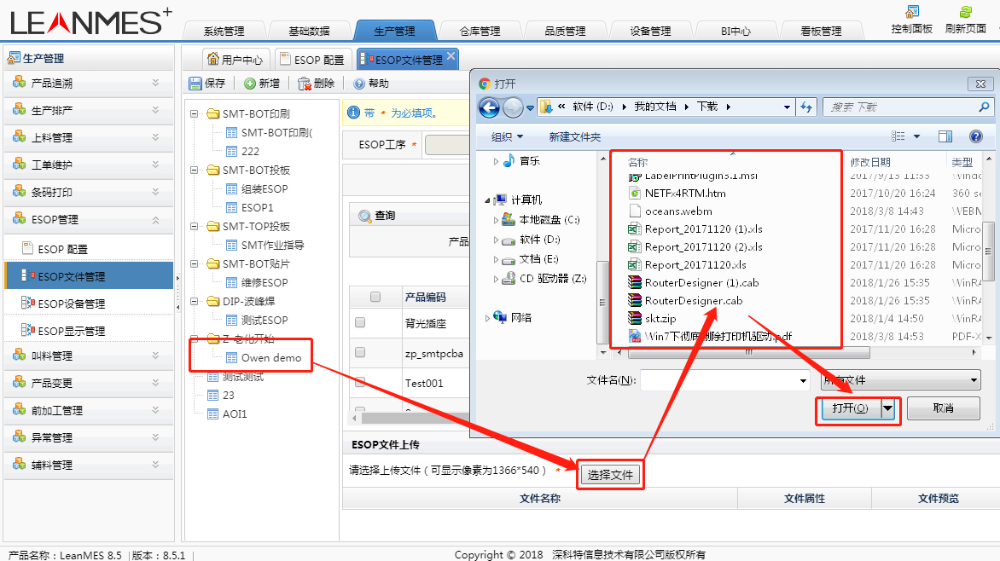 LEANMES+
系统管理
基础数据
生产管理
仓库管理
品质管理
设备管理
BI中心
看板管理
控制面板
刷新页面
生产管理
产品追溯
生产排产
上料管理
工单维护
条码打印
ESOP管理
ESOP 配置
ESOP文件管理
ESOP设备管理
ESOP显示管理
叫料管理
产品变更
前加工管理
异常管理
辅料管理
用户中心
ESOP 配置
ESOP文件管理
保存
新增
删除
帮助
SMT-BOT印刷
SMT-BOT印刷(
222
SMT-BOT投板
组装ESOP
ESOP1
SMT-TOP投板
SMT作业指导
SMT-BOT贴片
维修ESOP
DIP-波峰焊
测试ESOP
Z-老化开始
Owen demo
测试测试
23
AOI1
带 * 为必填项。
ESOP工序 *
查询
产品
产品编码
背光插座
zp_smtpcba
Test001
ESOP文件上传
请选择上传文件（可显示像素为1366*540） *
选择文件
文件名称
文件属性
文件预览
打开
« 软件 (D:) ▸ 我的文档 ▸ 下载 ▸
搜索 下载
组织
新建文件夹
音乐
计算机
本地磁盘 (C:)
软件 (D:)
文档 (E:)
CD 驱动器 (Z:)
网络
名称
修改日期
类型
LabelPrintPlugin3.1.msi
2017/9/13 11:33
Windo
NETFx4RTM.htm
2017/10/20 16:24
360 se
oceans.webm
2018/3/8 14:43
WEBN
Report_20171120 (1).xls
2017/11/20 16:28
Micro
Report_20171120 (2).xls
2017/11/20 16:28
Micro
Report_20171120.xls
2017/11/20 16:28
Micro
RouterDesigner (1).cab
2018/1/26 15:35
WinRA
RouterDesigner.cab
2018/1/26 15:35
WinRA
skt.zip
2018/3/8 14:52
WinRA
Win7下彻底删除打印机驱动.pdf
2018/3/8 14:53
PDF-X
文件名(N):
所有文件
打开(O)
取消
产品名称：LeanMES 8.5 |版本：8.5.1 |
Copyright © 2018 深科特信息技术有限公司版权所有